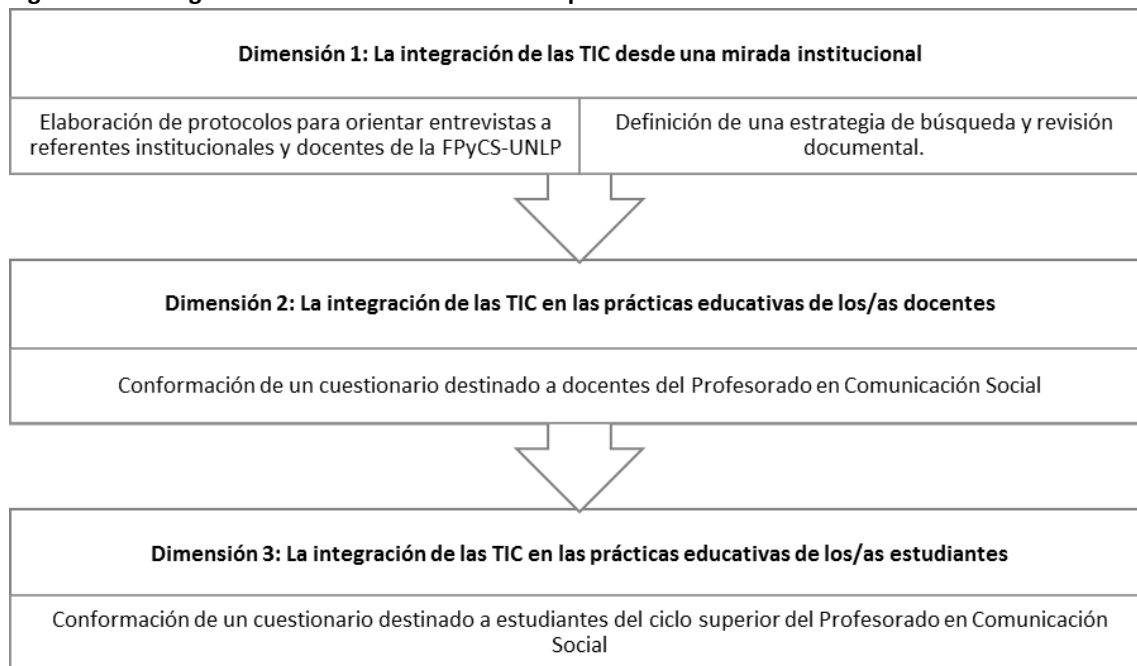 Dimensión 1: La integración de las TIC desde una mirada institucional
Elaboración de protocolos para orientar entrevistas a
referentes institucionales y docentes de la FPyCS-UNLP
Definición de una estrategia de búsqueda y revisión
documental.
Dimensión 2: La integración de las TIC en las prácticas educativas de los/as docentes
Conformación de un cuestionario destinado a docentes del Profesorado en Comunicación Social
Dimensión 3: La integración de las TIC en las prácticas educativas de los/as estudiantes
Conformación de un cuestionario destinado a estudiantes del ciclo superior del Profesorado en Comunicación
Social